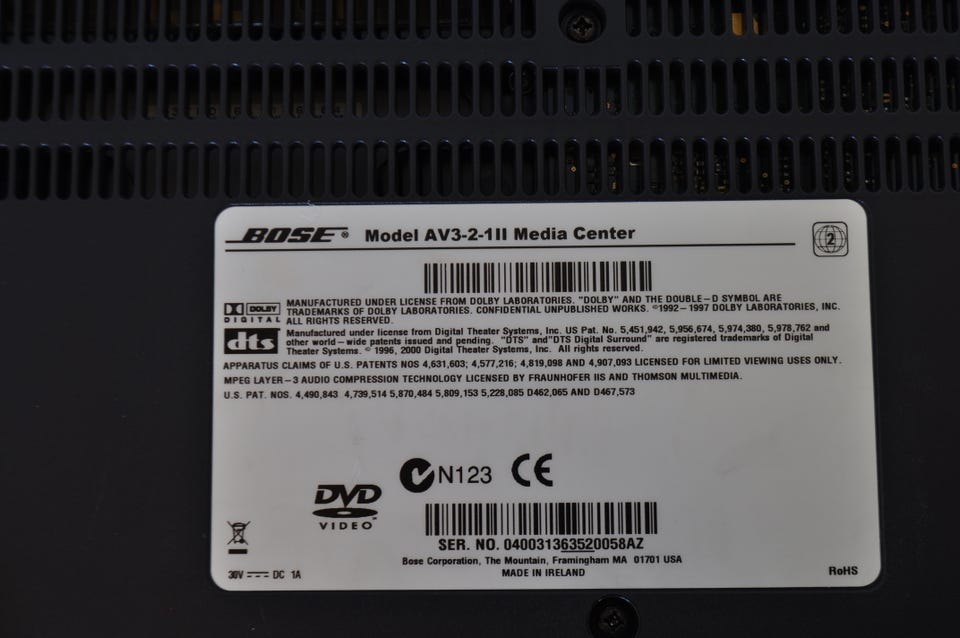 BOSE® Model AV3-2-1II Media Center
2
DOLBY
DIGITAL
MANUFACTURED UNDER LICENSE FROM DOLBY LABORATORIES. "DOLBY" AND THE DOUBLE-D SYMBOL ARE
TRADEMARKS OF DOLBY LABORATORIES. CONFIDENTIAL UNPUBLISHED WORKS. ©1992-1997 DOLBY LABORATORIES, INC.
ALL RIGHTS RESERVED.
dts
Manufactured under license from Digital Theater Systems, Inc. US Pat. No. 5,451,942, 5,956,674, 5,974,380, 5,978,762 and
other world-wide patents issued and pending. "DTS" and "DTS Digital Surround" are registered trademarks of Digital
Theater Systems. © 1996, 2000 Digital Theater Systems, Inc. All rights reserved.
APPARATUS CLAIMS OF U.S. PATENTS NOS 4,631,603; 4,577,216; 4,819,098 AND 4,907,093 LICENSED FOR LIMITED VIEWING USES ONLY.
MPEG LAYER-3 AUDIO COMPRESSION TECHNOLOGY LICENSED BY FRAUNHOFER IIS AND THOMSON MULTIMEDIA.
U.S. PAT. NOS. 4,490,843 4,739,514 5,870,484 5,809,153 5,228,085 D462,065 AND D467,573
N123 CE
DVD
VIDEO™
SER. NO. 040031363520058AZ
Bose Corporation, The Mountain, Framingham MA 01701 USA
MADE IN IRELAND
30V DC 1A
RoHS